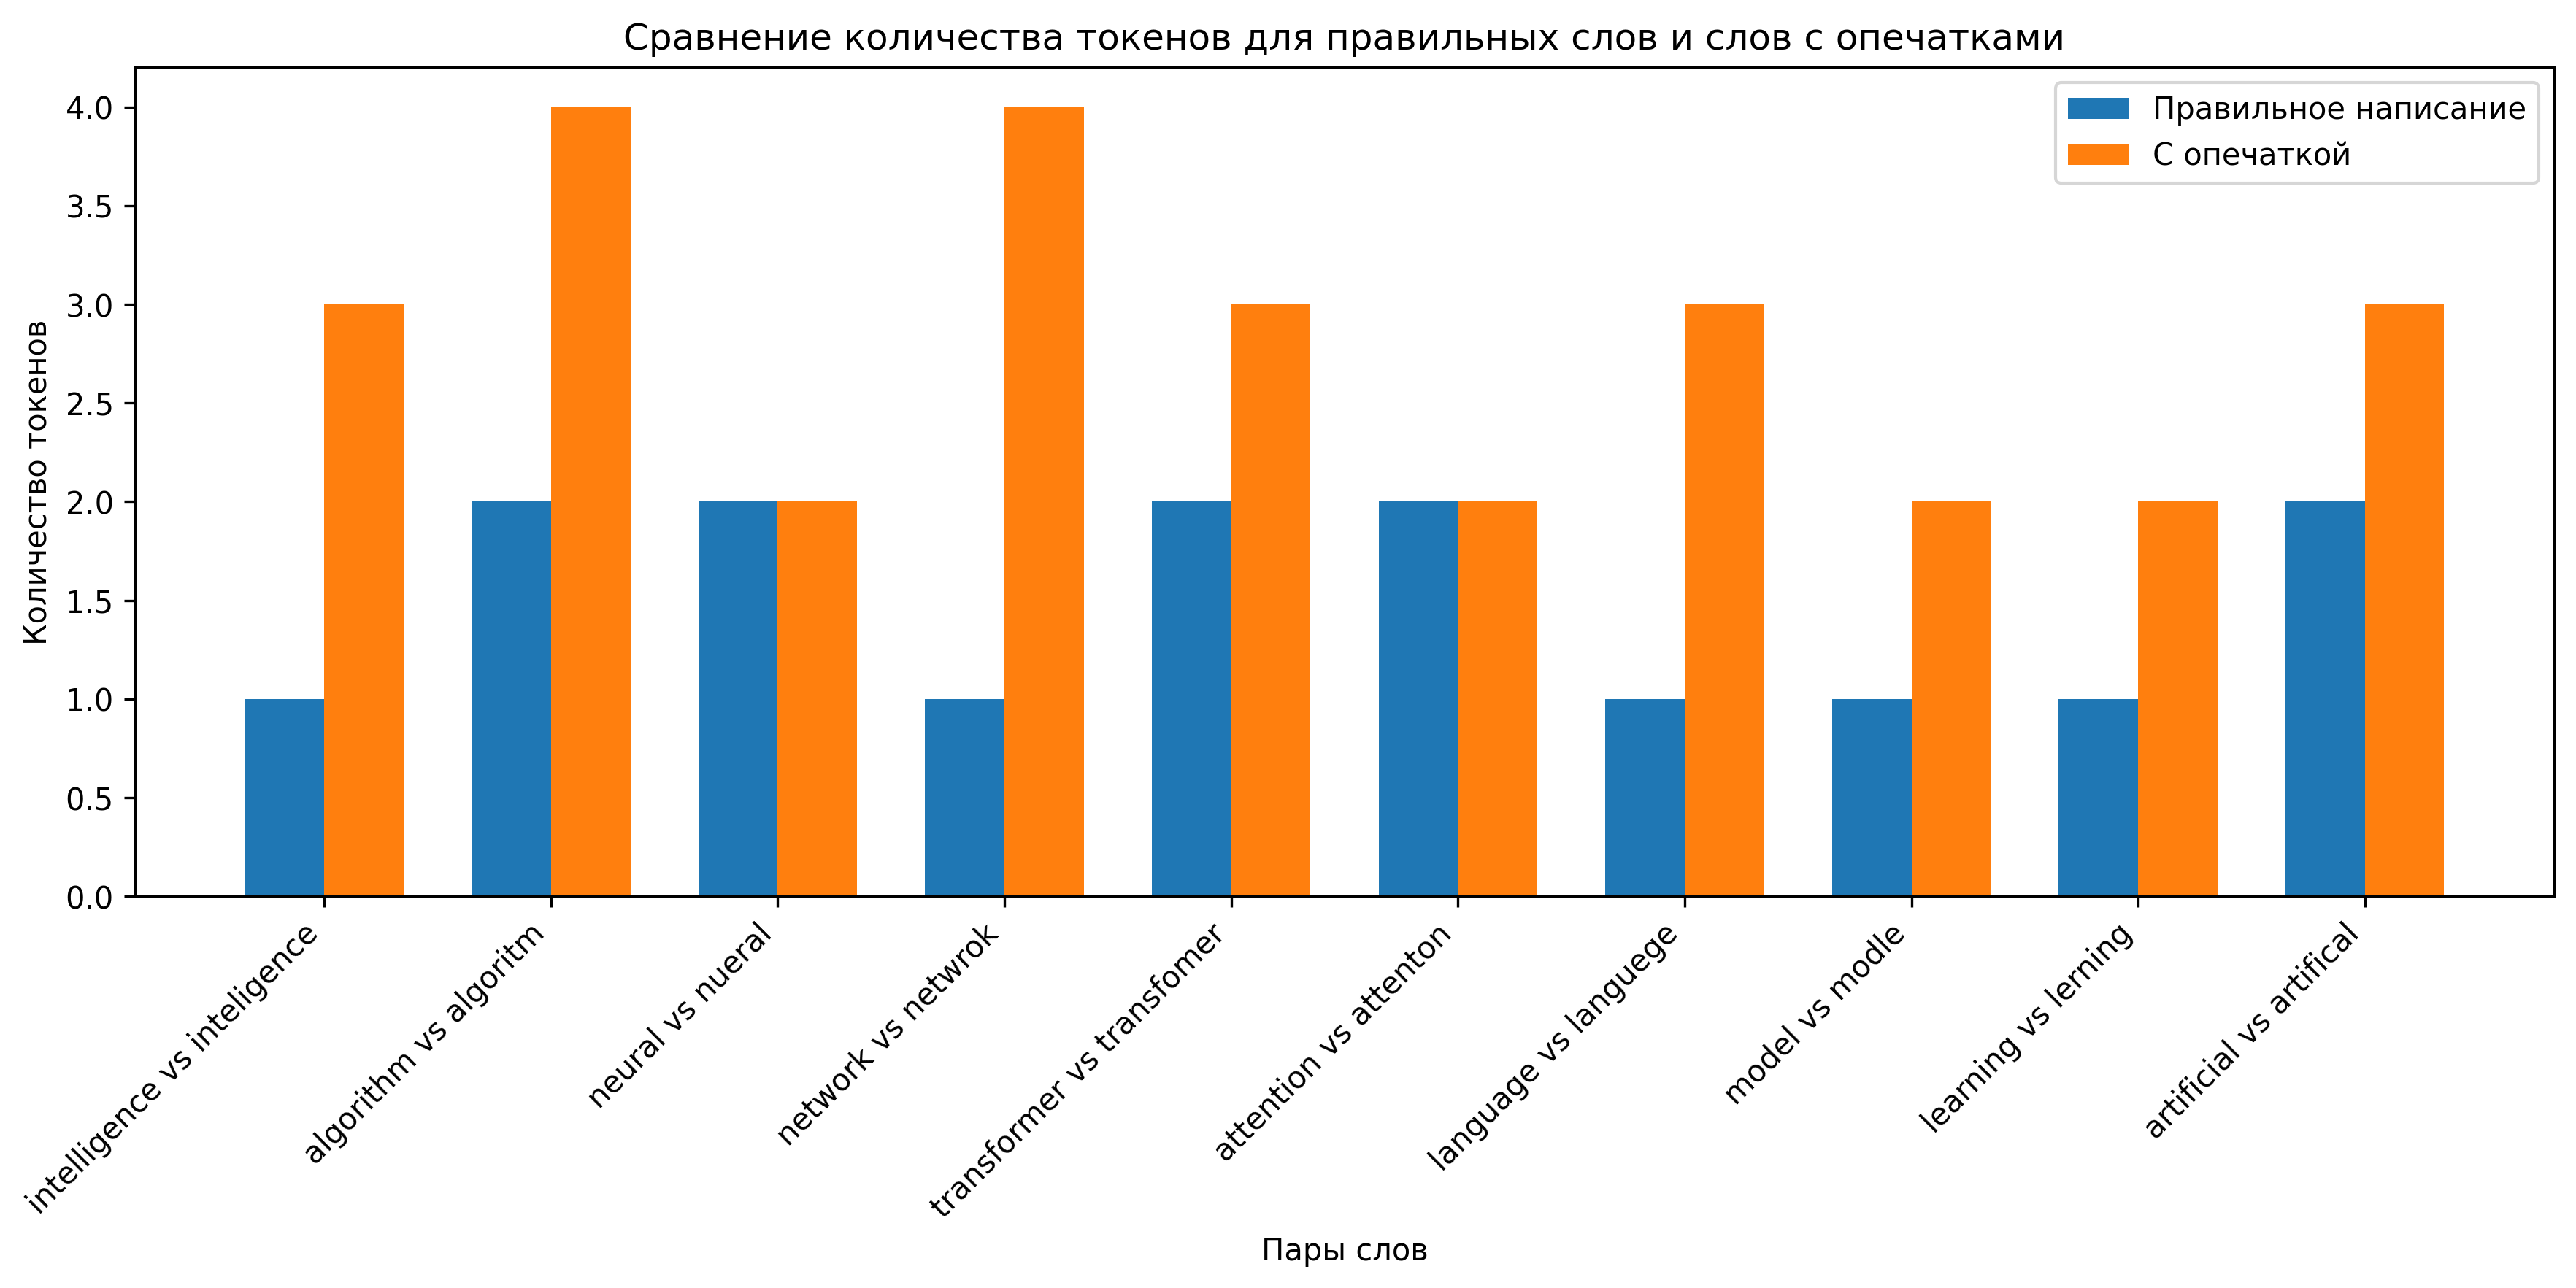 Сравнение количества токенов для правильных слов и слов с опечатками
Правильное написание
С опечаткой
Количество токенов
4.0
3.5
3.0
2.5
2.0
1.5
1.0
0.5
0.0
intelligence vs inteligence
algorithm vs algoritm
neural vs nueral
network vs netwrok
transformer vs transfomer
attention vs attenton
language vs languege
model vs modle
learning vs lerning
artificial vs artifical
Пары слов